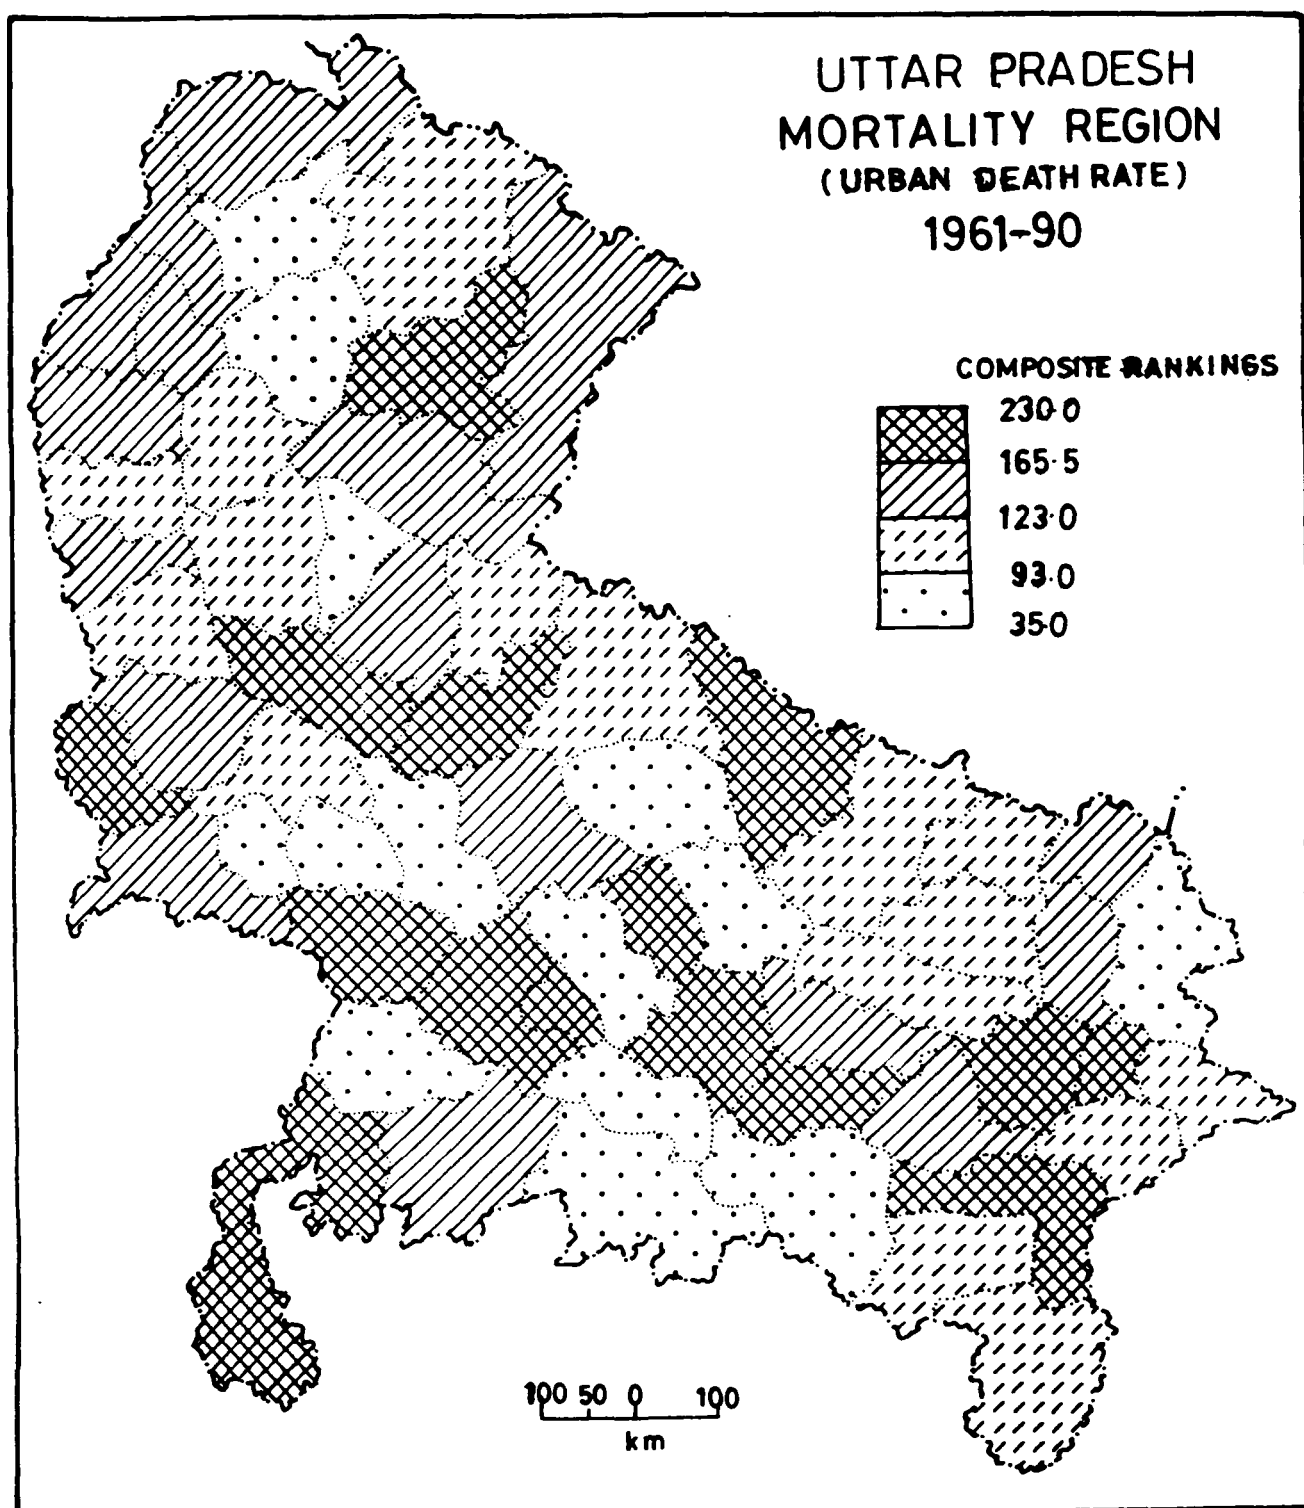 UTTAR PRADESH
MORTALITY REGION
(URBAN DEATH RATE)
1961-90
COMPOSITE RANKINGS
230·0
165·5
123·0
93·0
35·0
100 50 0 100
km